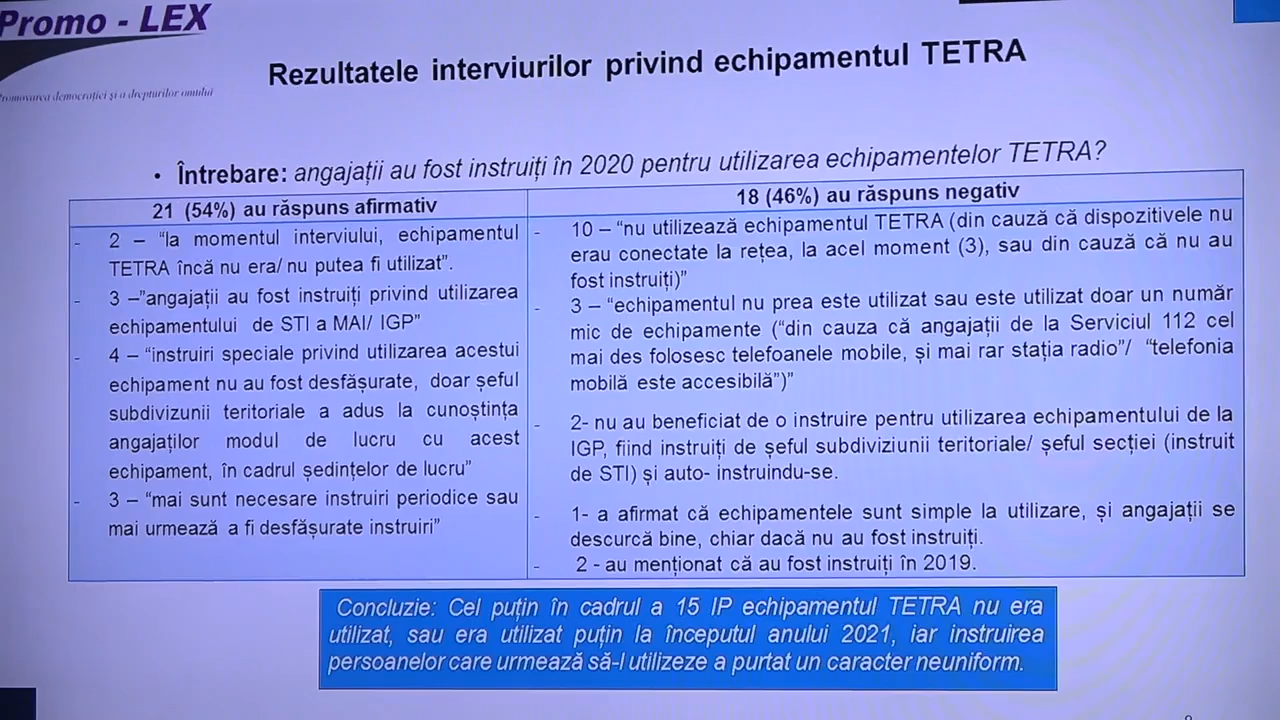 Promo - LEX
Promovarea democrației și a drepturilor omului
Rezultatele interviurilor privind echipamentul TETRA
• Întrebare: angajații au fost instruiți în 2020 pentru utilizarea echipamentelor TETRA?
21 (54%) au răspuns afirmativ
- 2 – “la momentul interviului, echipamentul
TETRA încă nu era/ nu putea fi utilizat”.
- 3 –”angajații au fost instruiți privind utilizarea
echipamentului de STI a MAI/ IGP”
- 4 – “instruiri speciale privind utilizarea acestui
echipament nu au fost desfășurate, doar șeful
subdivizunii teritoriale a adus la cunoștința
angajaților modul de lucru cu acest
echipament, în cadrul ședințelor de lucru”
- 3 – “mai sunt necesare instruiri periodice sau
mai urmează a fi desfășurate instruiri”
18 (46%) au răspuns negativ
- 10 – “nu utilizează echipamentul TETRA (din cauză că dispozitivele nu
erau conectate la rețea, la acel moment (3), sau din cauză că nu au
fost instruiți)”
- 3 – “echipamentul nu prea este utilizat sau este utilizat doar un număr
mic de echipamente (“din cauza că angajații de la Serviciul 112 cel
mai des folosesc telefoanele mobile, și mai rar stația radio”/ “telefonia
mobilă este accesibilă”)”
- 2- nu au beneficiat de o instruire pentru utilizarea echipamentului de la
IGP, fiind instruiți de șeful subdiviziunii teritoriale/ șeful secției (instruit
de STI) și auto- instruindu-se.
- 1- a afirmat că echipamentele sunt simple la utilizare, și angajații se
descurcă bine, chiar dacă nu au fost instruiți.
- 2 - au menționat că au fost instruiți în 2019.
Concluzie: Cel puțin în cadrul a 15 IP echipamentul TETRA nu era
utilizat, sau era utilizat puțin la începutul anului 2021, iar instruirea
persoanelor care urmează să-l utilizeze a purtat un caracter neuniform.